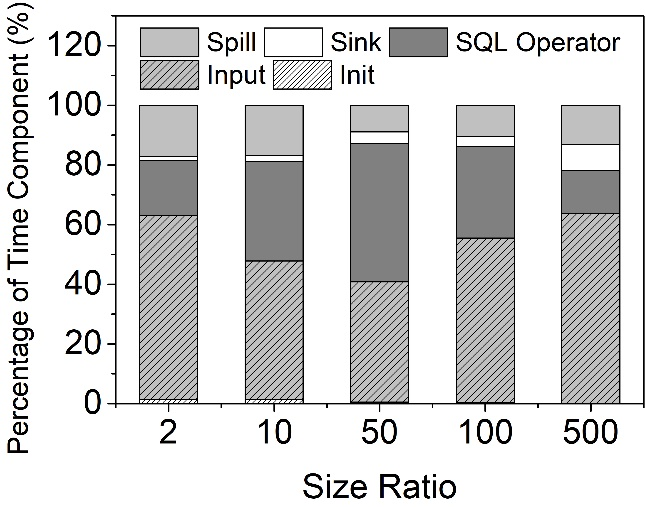 Percentage of Time Component (%)
120
100
80
60
40
20
0
Spill Sink SQL Operator
Input Init
2 10 50 100 500
Size Ratio